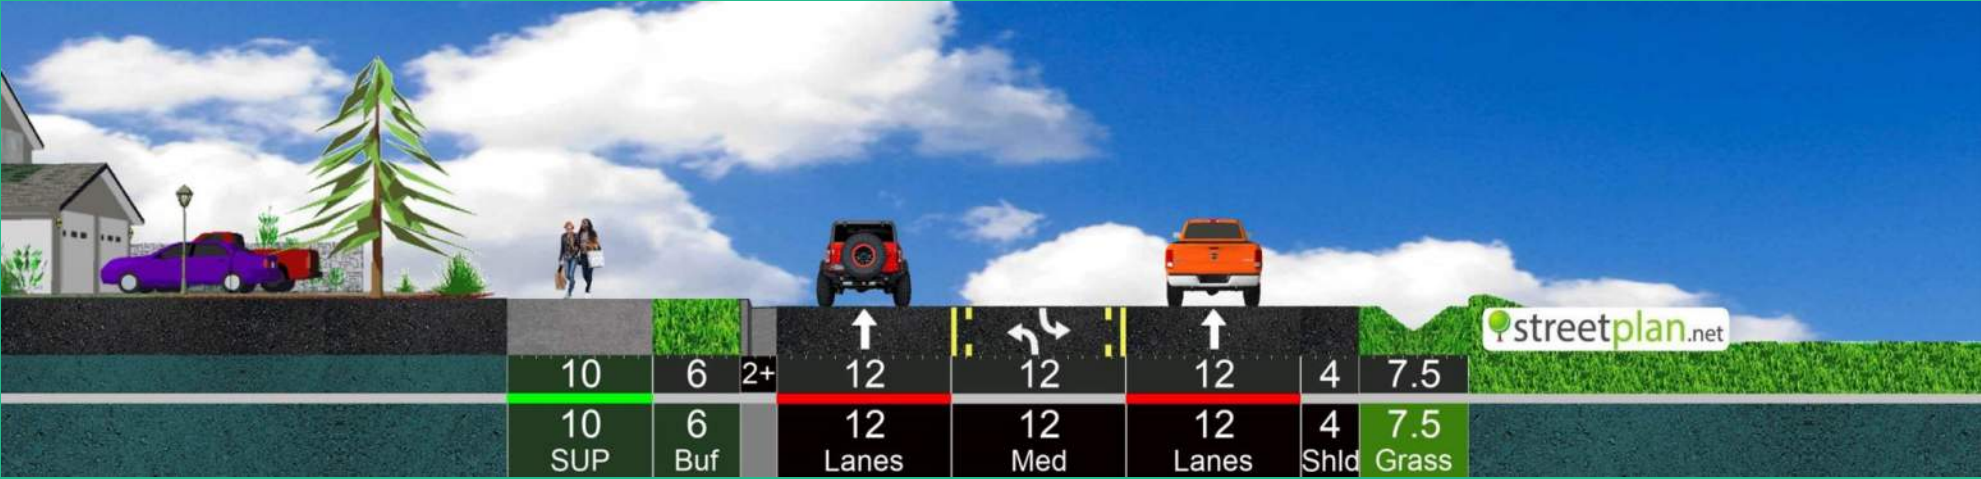 streetplan.net
10 6 2+ 12 12 12 4 7.5
10 6 12 12 12 4 7.5
SUP Buf Lanes Med Lanes Shld Grass